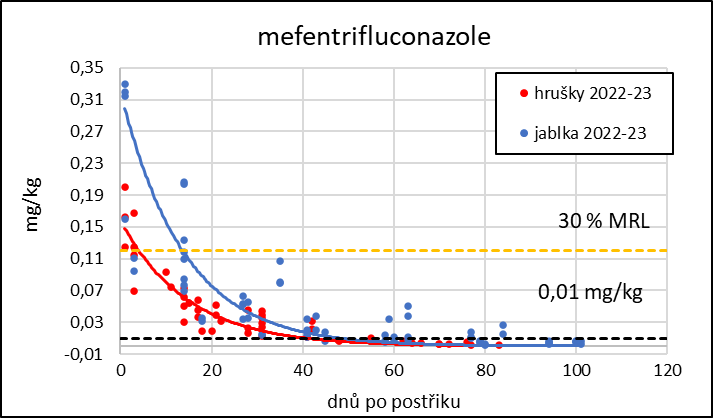 mefentrifluconazole
0,35
0,31
0,27
0,23
0,19
0,15
0,11
0,07
0,03
-0,01
mg/kg
hrušky 2022-23
jablka 2022-23
30 % MRL
0,01 mg/kg
0 20 40 60 80 100 120
dnů po postřiku